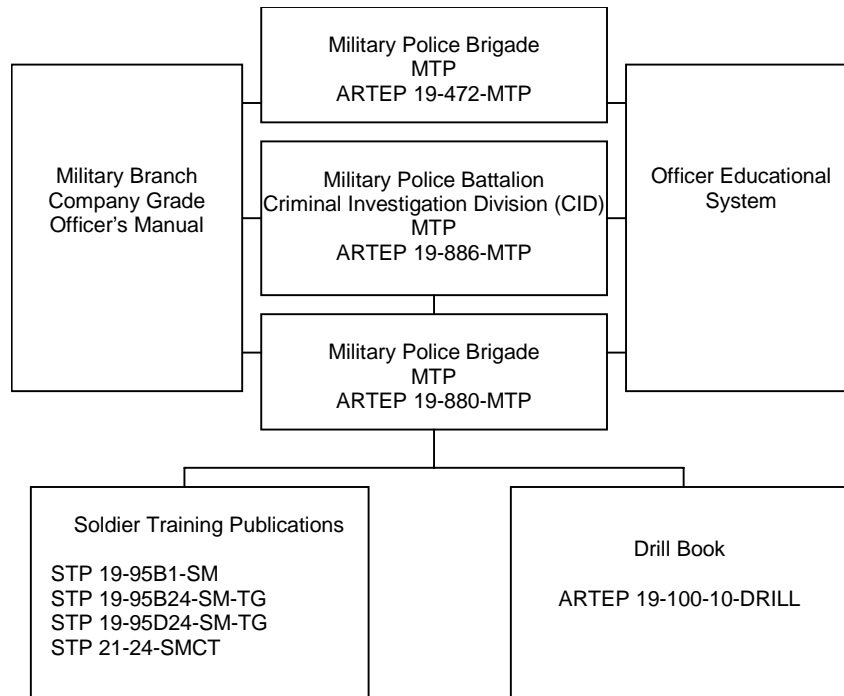 Military Police Brigade
MTP
ARTEP 19-472-MTP
Military Branch
Company Grade
Officer's Manual
Military Police Battalion
Criminal Investigation Division (CID)
MTP
ARTEP 19-886-MTP
Officer Educational
System
Military Police Brigade
MTP
ARTEP 19-880-MTP
Soldier Training Publications
STP 19-95B1-SM
STP 19-95B24-SM-TG
STP 19-95D24-SM-TG
STP 21-24-SMCT
Drill Book
ARTEP 19-100-10-DRILL